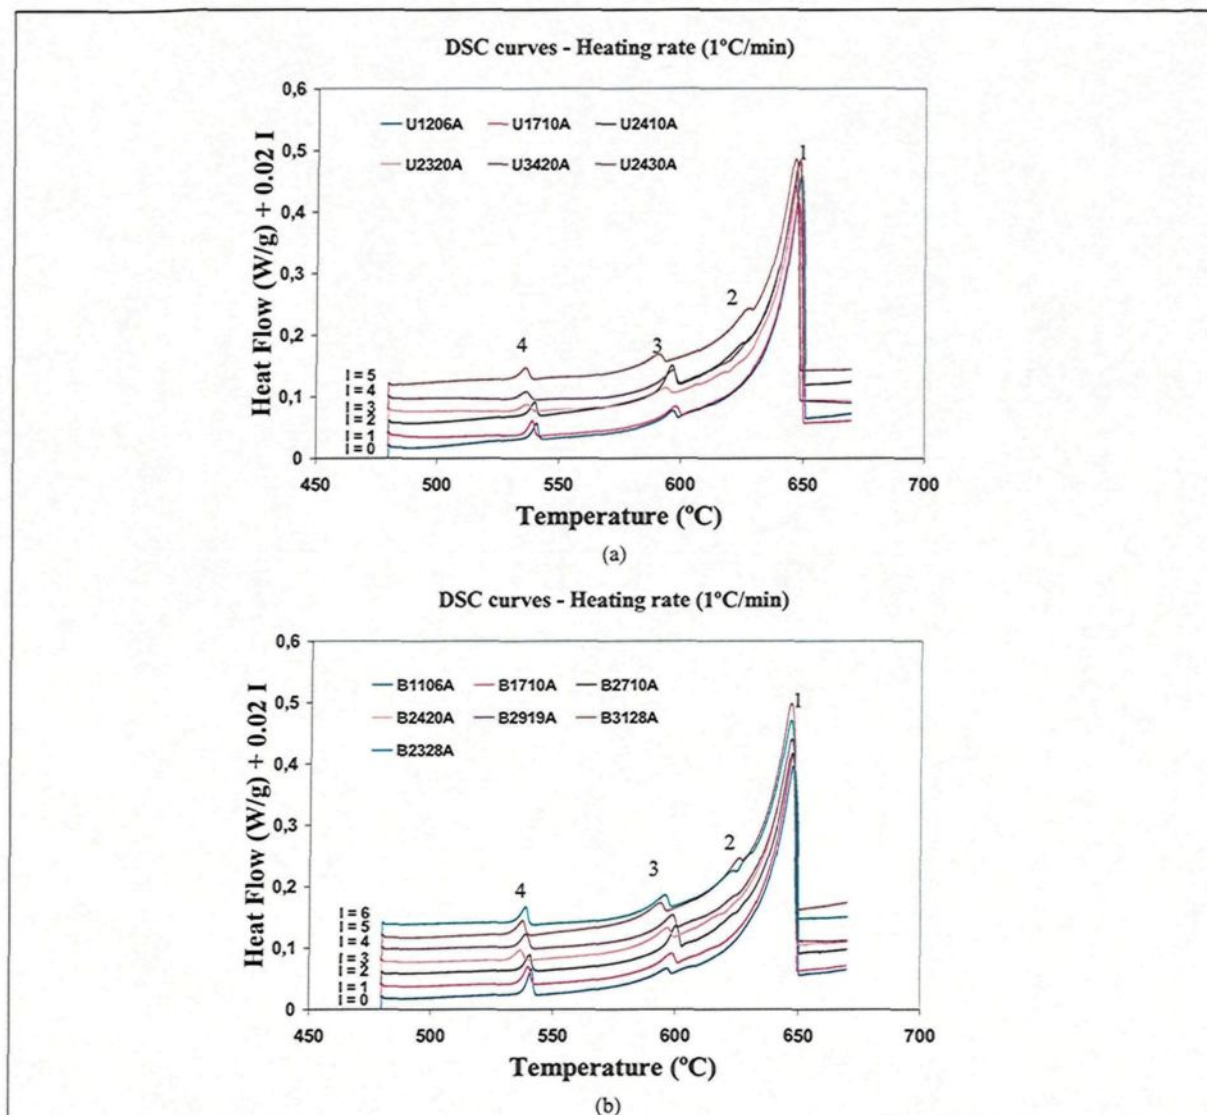 DSC curves - Heating rate (1ºC/min)
Heat Flow (W/g) + 0.02 I
0,6
0,5
0,4
0,3
0,2
0,1
0
U1206A U1710A U2410A
U2320A U3420A U2430A
1
2
3
4
I = 5
I = 4
I = 3
I = 2
I = 1
I = 0
450 500 550 600 650 700
Temperature (ºC)
(a)
DSC curves - Heating rate (1ºC/min)
Heat Flow (W/g) + 0.02 I
0,6
0,5
0,4
0,3
0,2
0,1
0
B1106A B1710A B2710A
B2420A B2919A B3128A
B2328A
1
2
3
4
I = 6
I = 5
I = 4
I = 3
I = 2
I = 1
I = 0
450 500 550 600 650 700
Temperature (ºC)
(b)